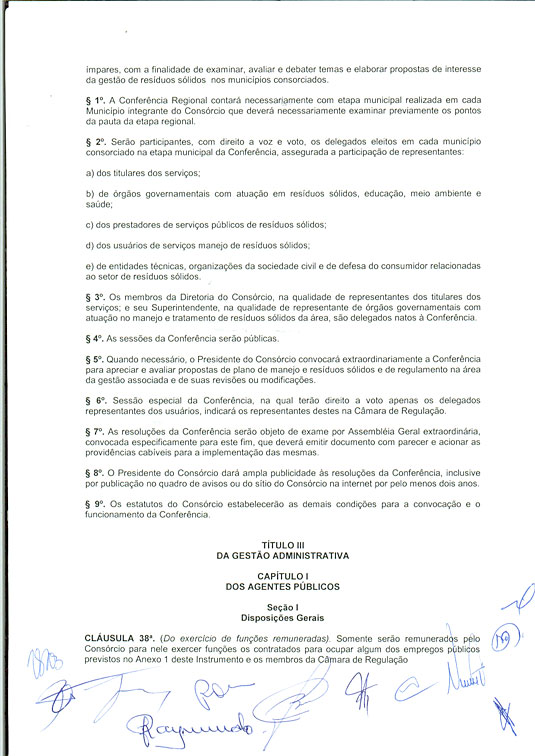 ímpares, com a finalidade de examinar, avaliar e debater temas e elaborar propostas de interesse
da gestão de resíduos sólidos nos municípios consorciados.
§ 1º. A Conferência Regional contará necessariamente com etapa municipal realizada em cada
Município integrante do Consórcio que deverá necessariamente examinar previamente os pontos
da pauta da etapa regional.
§ 2º. Serão participantes, com direito a voz e voto, os delegados eleitos em cada município
consorciado na etapa municipal da Conferência, assegurada a participação de representantes:
a) dos titulares dos serviços;
b) de órgãos governamentais com atuação em resíduos sólidos, educação, meio ambiente e
saúde;
c) dos prestadores de serviços públicos de resíduos sólidos;
d) dos usuários de serviços manejo de resíduos sólidos;
e) de entidades técnicas, organizações da sociedade civil e de defesa do consumidor relacionadas
ao setor de resíduos sólidos.
§ 3º. Os membros da Diretoria do Consórcio, na qualidade de representantes dos titulares dos
serviços; e seu Superintendente, na qualidade de representante de órgãos governamentais com
atuação no manejo e tratamento de resíduos sólidos da área, são delegados natos à Conferência.
§ 4º. As sessões da Conferência serão públicas.
§ 5º. Quando necessário, o Presidente do Consórcio convocará extraordinariamente a Conferência
para apreciar e avaliar propostas de plano de manejo e resíduos sólidos e de regulamento na área
da gestão associada e de suas revisões ou modificações.
§ 6º. Sessão especial da Conferência, na qual terão direito a voto apenas os delegados
representantes dos usuários, indicará os representantes destes na Câmara de Regulação.
§ 7º. As resoluções da Conferência serão objeto de exame por Assembléia Geral extraordinária,
convocada especificamente para este fim, que deverá emitir documento com parecer e acionar as
providências cabíveis para a implementação das mesmas.
§ 8º. O Presidente do Consórcio dará ampla publicidade às resoluções da Conferência, inclusive
por publicação no quadro de avisos ou do sítio do Consórcio na internet por pelo menos dois anos.
§ 9º. Os estatutos do Consórcio estabelecerão as demais condições para a convocação e o
funcionamento da Conferência.
TÍTULO III
DA GESTÃO ADMINISTRATIVA
CAPÍTULO I
DOS AGENTES PÚBLICOS
Seção I
Disposições Gerais
CLÁUSULA 38ª. (Do exercício de funções remuneradas). Somente serão remunerados pelo
Consórcio para nele exercer funções os contratados para ocupar algum dos empregos públicos
previstos no Anexo 1 deste Instrumento e os membros da Câmara de Regulação
Raymundo